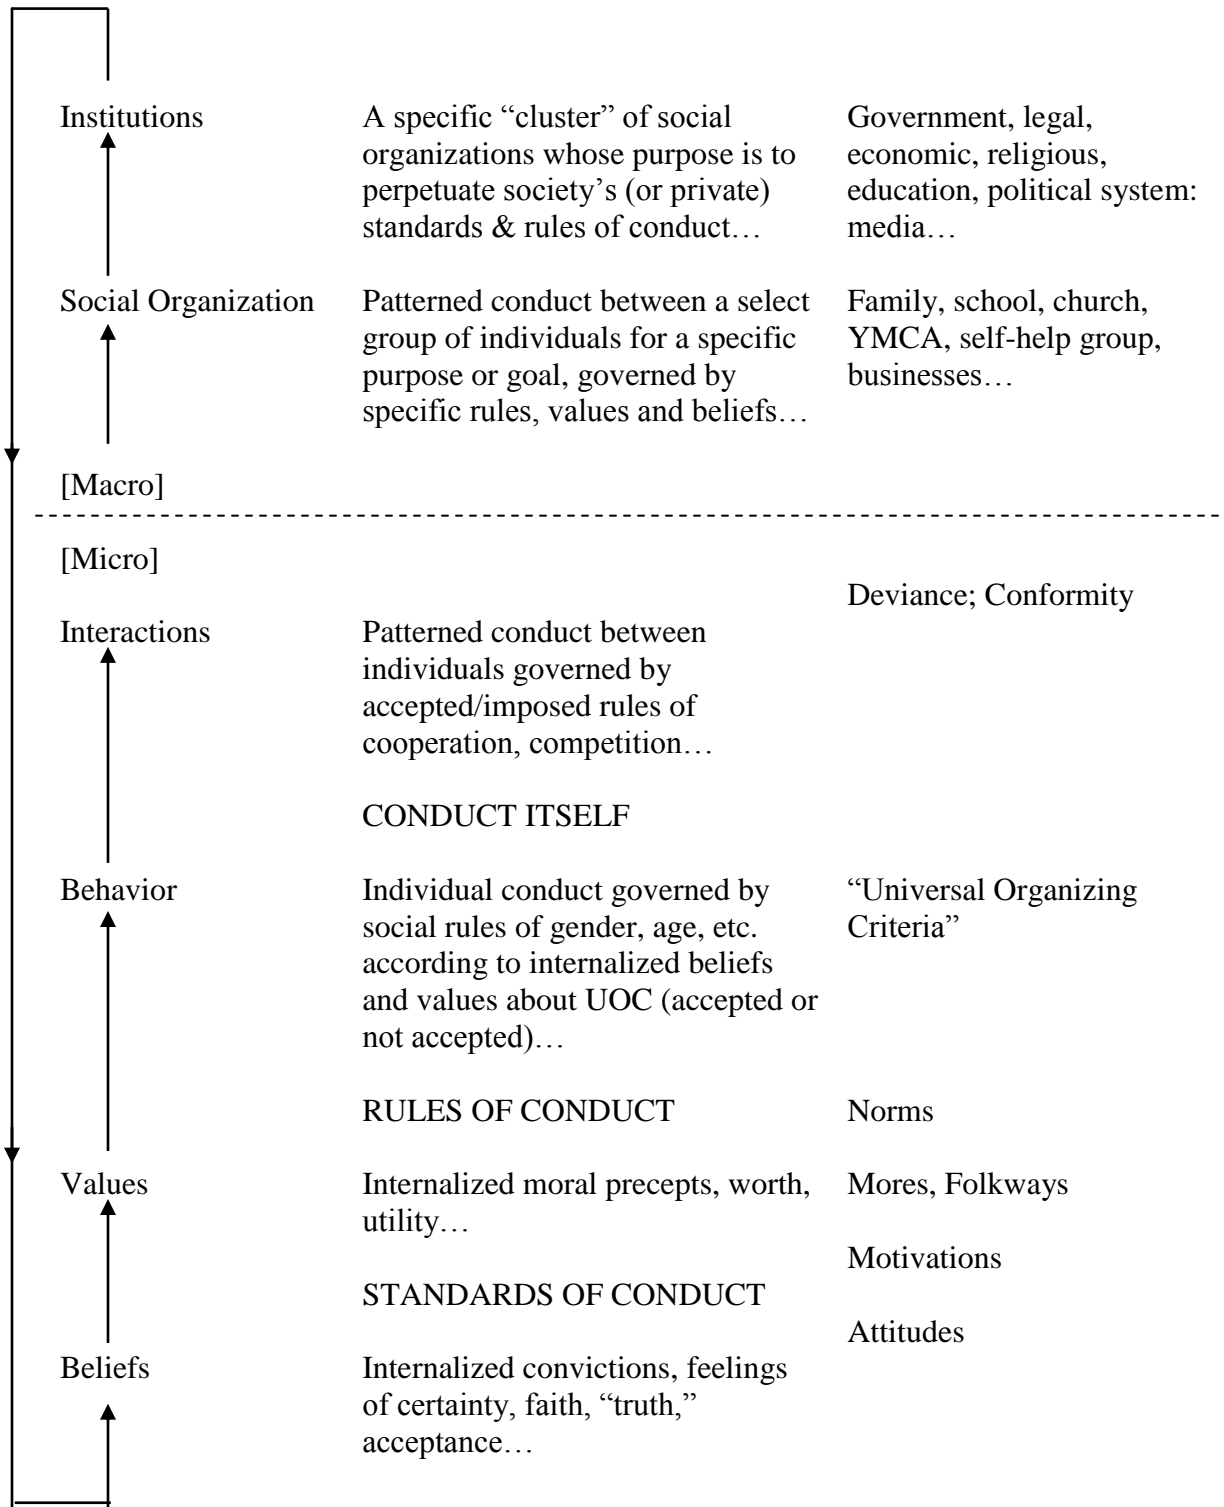 Institutions
A specific “cluster” of social
organizations whose purpose is to
perpetuate society’s (or private)
standards & rules of conduct…
Government, legal,
economic, religious,
education, political system:
media…
Social Organization
Patterned conduct between a select
group of individuals for a specific
purpose or goal, governed by
specific rules, values and beliefs…
Family, school, church,
YMCA, self-help group,
businesses…
[Macro]
[Micro]
Deviance; Conformity
Interactions
Patterned conduct between
individuals governed by
accepted/imposed rules of
cooperation, competition…
CONDUCT ITSELF
Behavior
Individual conduct governed by
social rules of gender, age, etc.
according to internalized beliefs
and values about UOC (accepted or
not accepted)…
“Universal Organizing
Criteria”
RULES OF CONDUCT
Norms
Values
Internalized moral precepts, worth,
utility…
Mores, Folkways
Motivations
STANDARDS OF CONDUCT
Attitudes
Beliefs
Internalized convictions, feelings
of certainty, faith, “truth,”
acceptance…